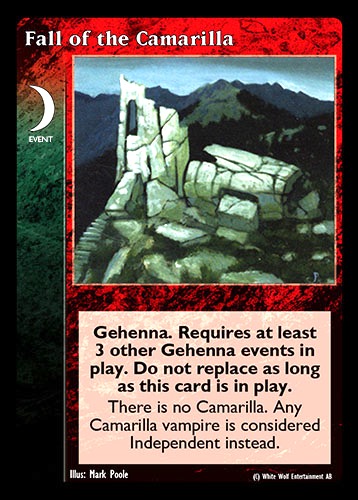 Fall of the Camarilla
EVENT
Gehenna. Requires at least
3 other Gehenna events in
play. Do not replace as long
as this card is in play.
There is no Camarilla. Any
Camarilla vampire is considered
Independent instead.
Illus: Mark Poole
(C) White Wolf Entertainment AB